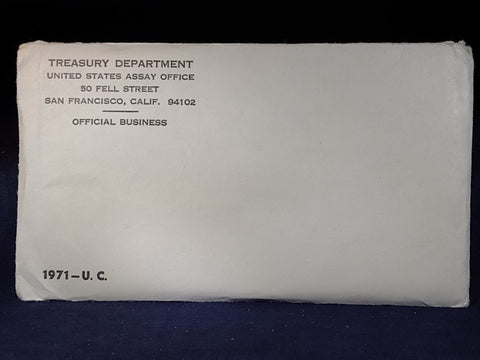 TREASURY DEPARTMENT
UNITED STATES ASSAY OFFICE
50 FELL STREET
SAN FRANCISCO, CALIF. 94102
OFFICIAL BUSINESS
1971-U. C.